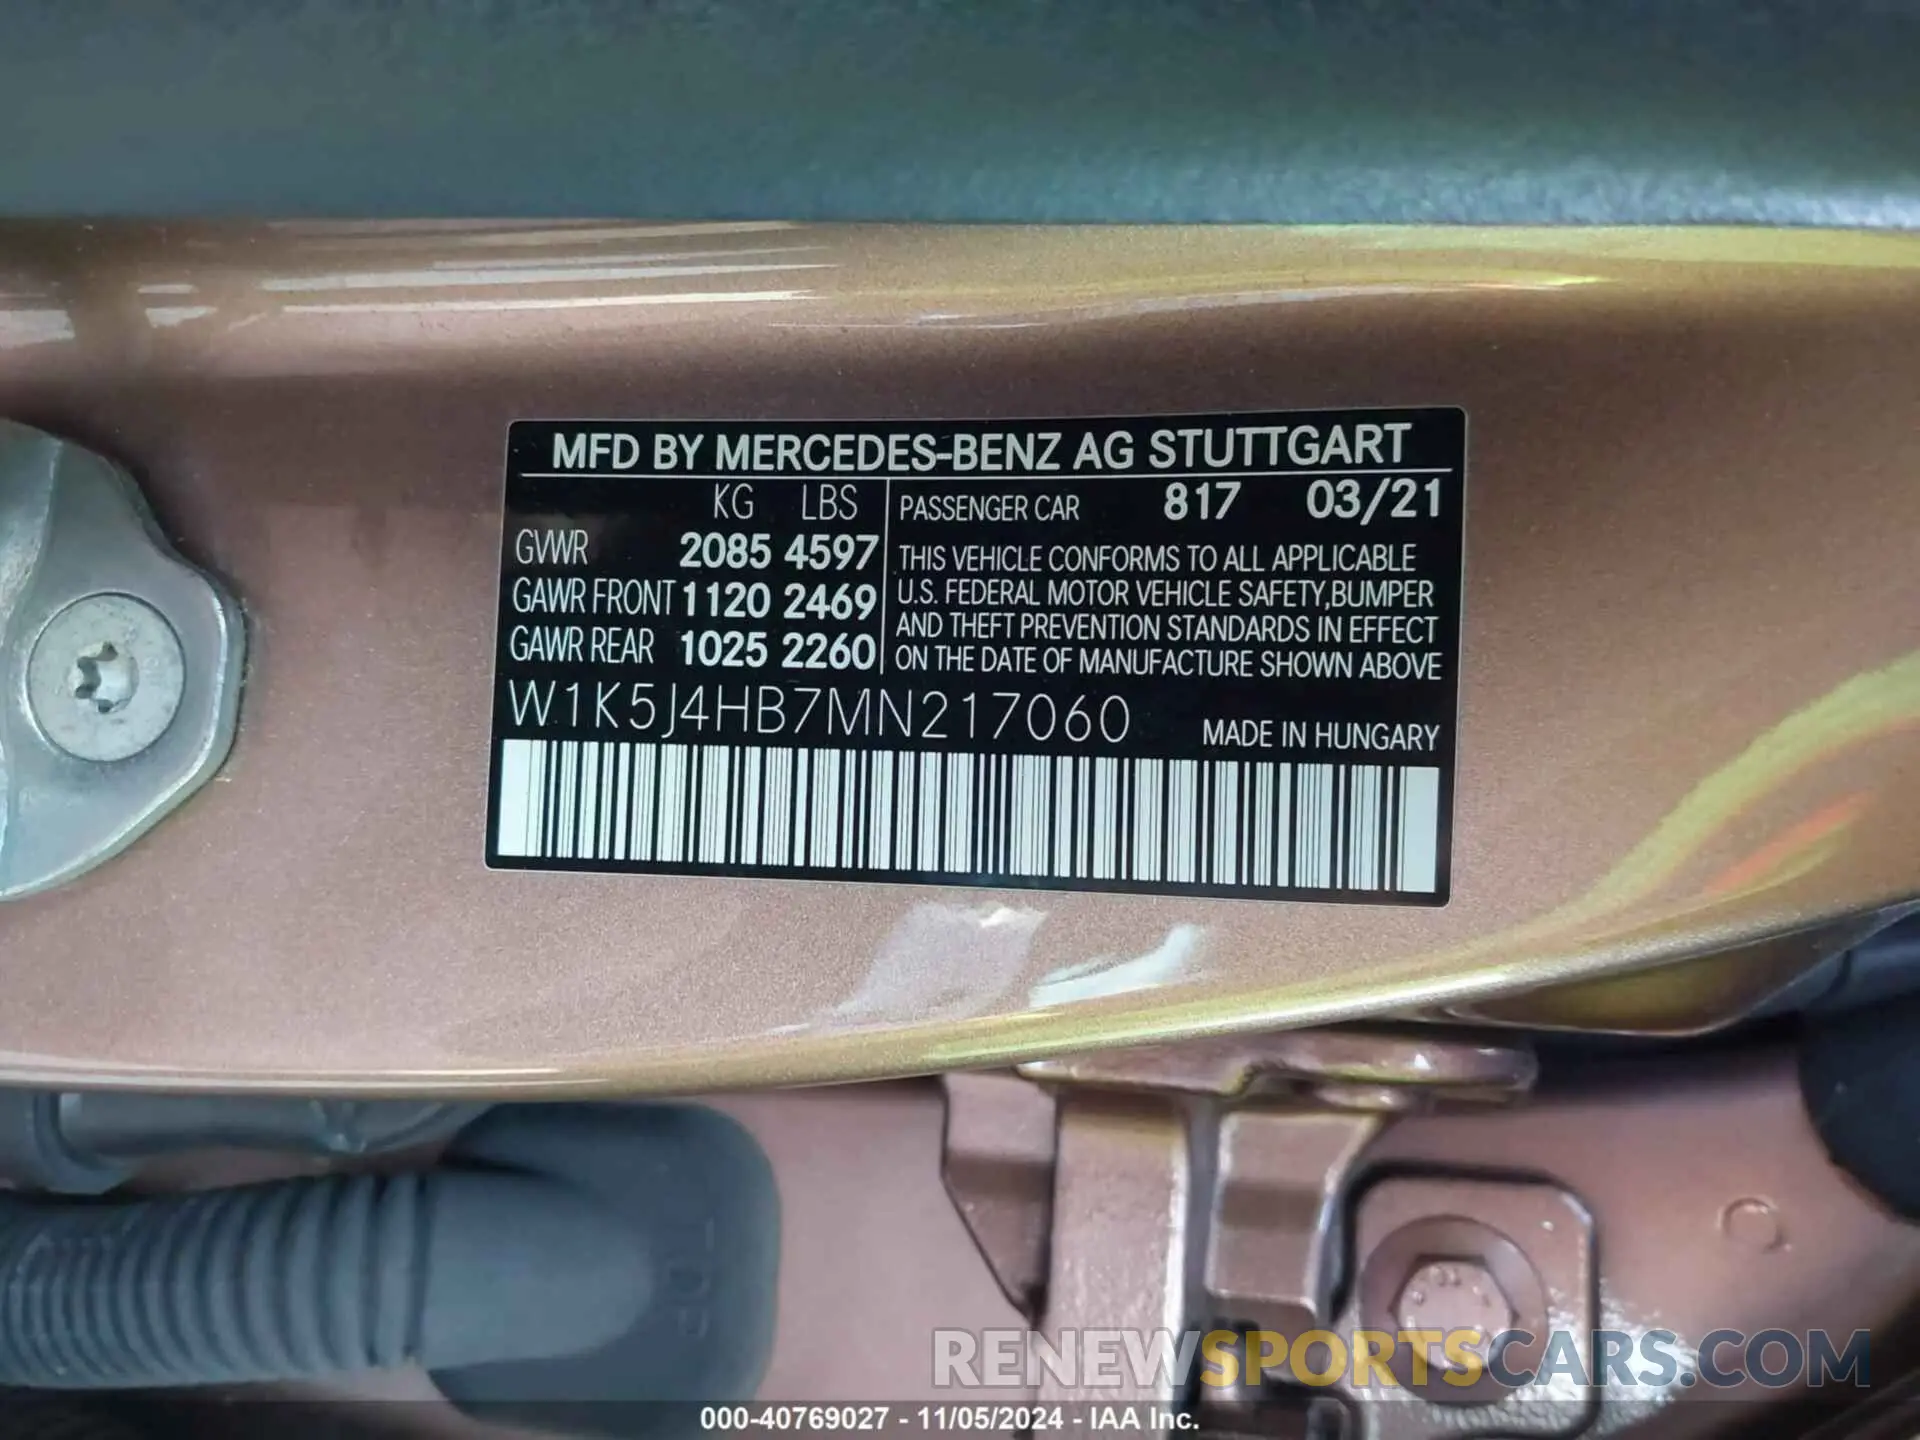 MFD BY MERCEDES-BENZ AG STUTTGART
KG LBS
GVWR 2085 4597
GAWR FRONT 1120 2469
GAWR REAR 1025 2260
PASSENGER CAR 817 03/21
THIS VEHICLE CONFORMS TO ALL APPLICABLE
U.S. FEDERAL MOTOR VEHICLE SAFETY,BUMPER
AND THEFT PREVENTION STANDARDS IN EFFECT
ON THE DATE OF MANUFACTURE SHOWN ABOVE
W1K5J4HB7MN217060
MADE IN HUNGARY
RENEWSPORTSCARS.COM
000-40769027 - 11/05/2024 - IAA Inc.